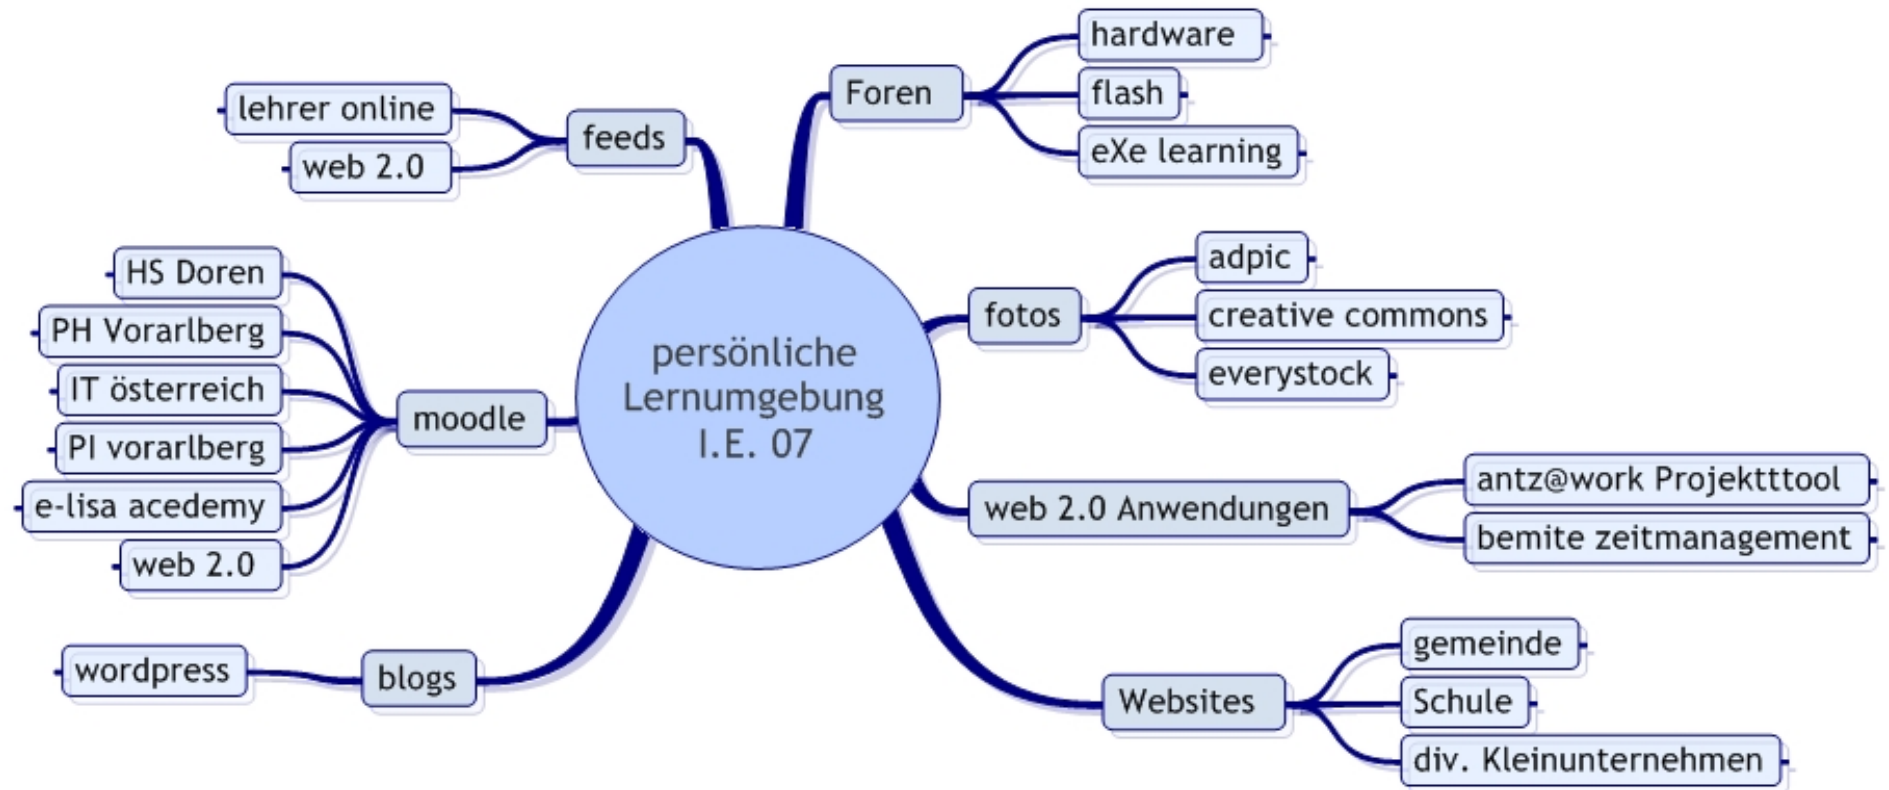 persönliche
Lernumgebung
I.E. 07
Foren
hardware
flash
eXe learning
fotos
adpic
creative commons
everystock
web 2.0 Anwendungen
antz@work Projektttool
bemite zeitmanagement
Websites
gemeinde
Schule
div. Kleinunternehmen
feeds
lehrer online
web 2.0
moodle
HS Doren
PH Vorarlberg
IT österreich
PI vorarlberg
e-lisa acedemy
web 2.0
blogs
wordpress